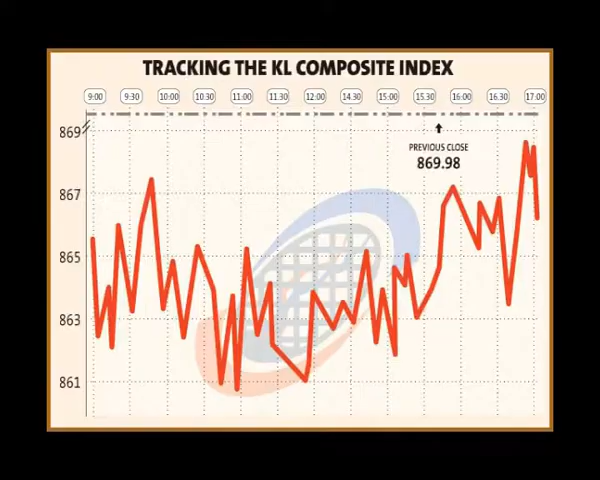 TRACKING THE KL COMPOSITE INDEX
9:00 9:30 10:00 10:30 11:00 11.30 12:00 14.30 15:00 15.30 16:00 16.30 17:00
869
PREVIOUS CLOSE
869.98
867
865
863
861